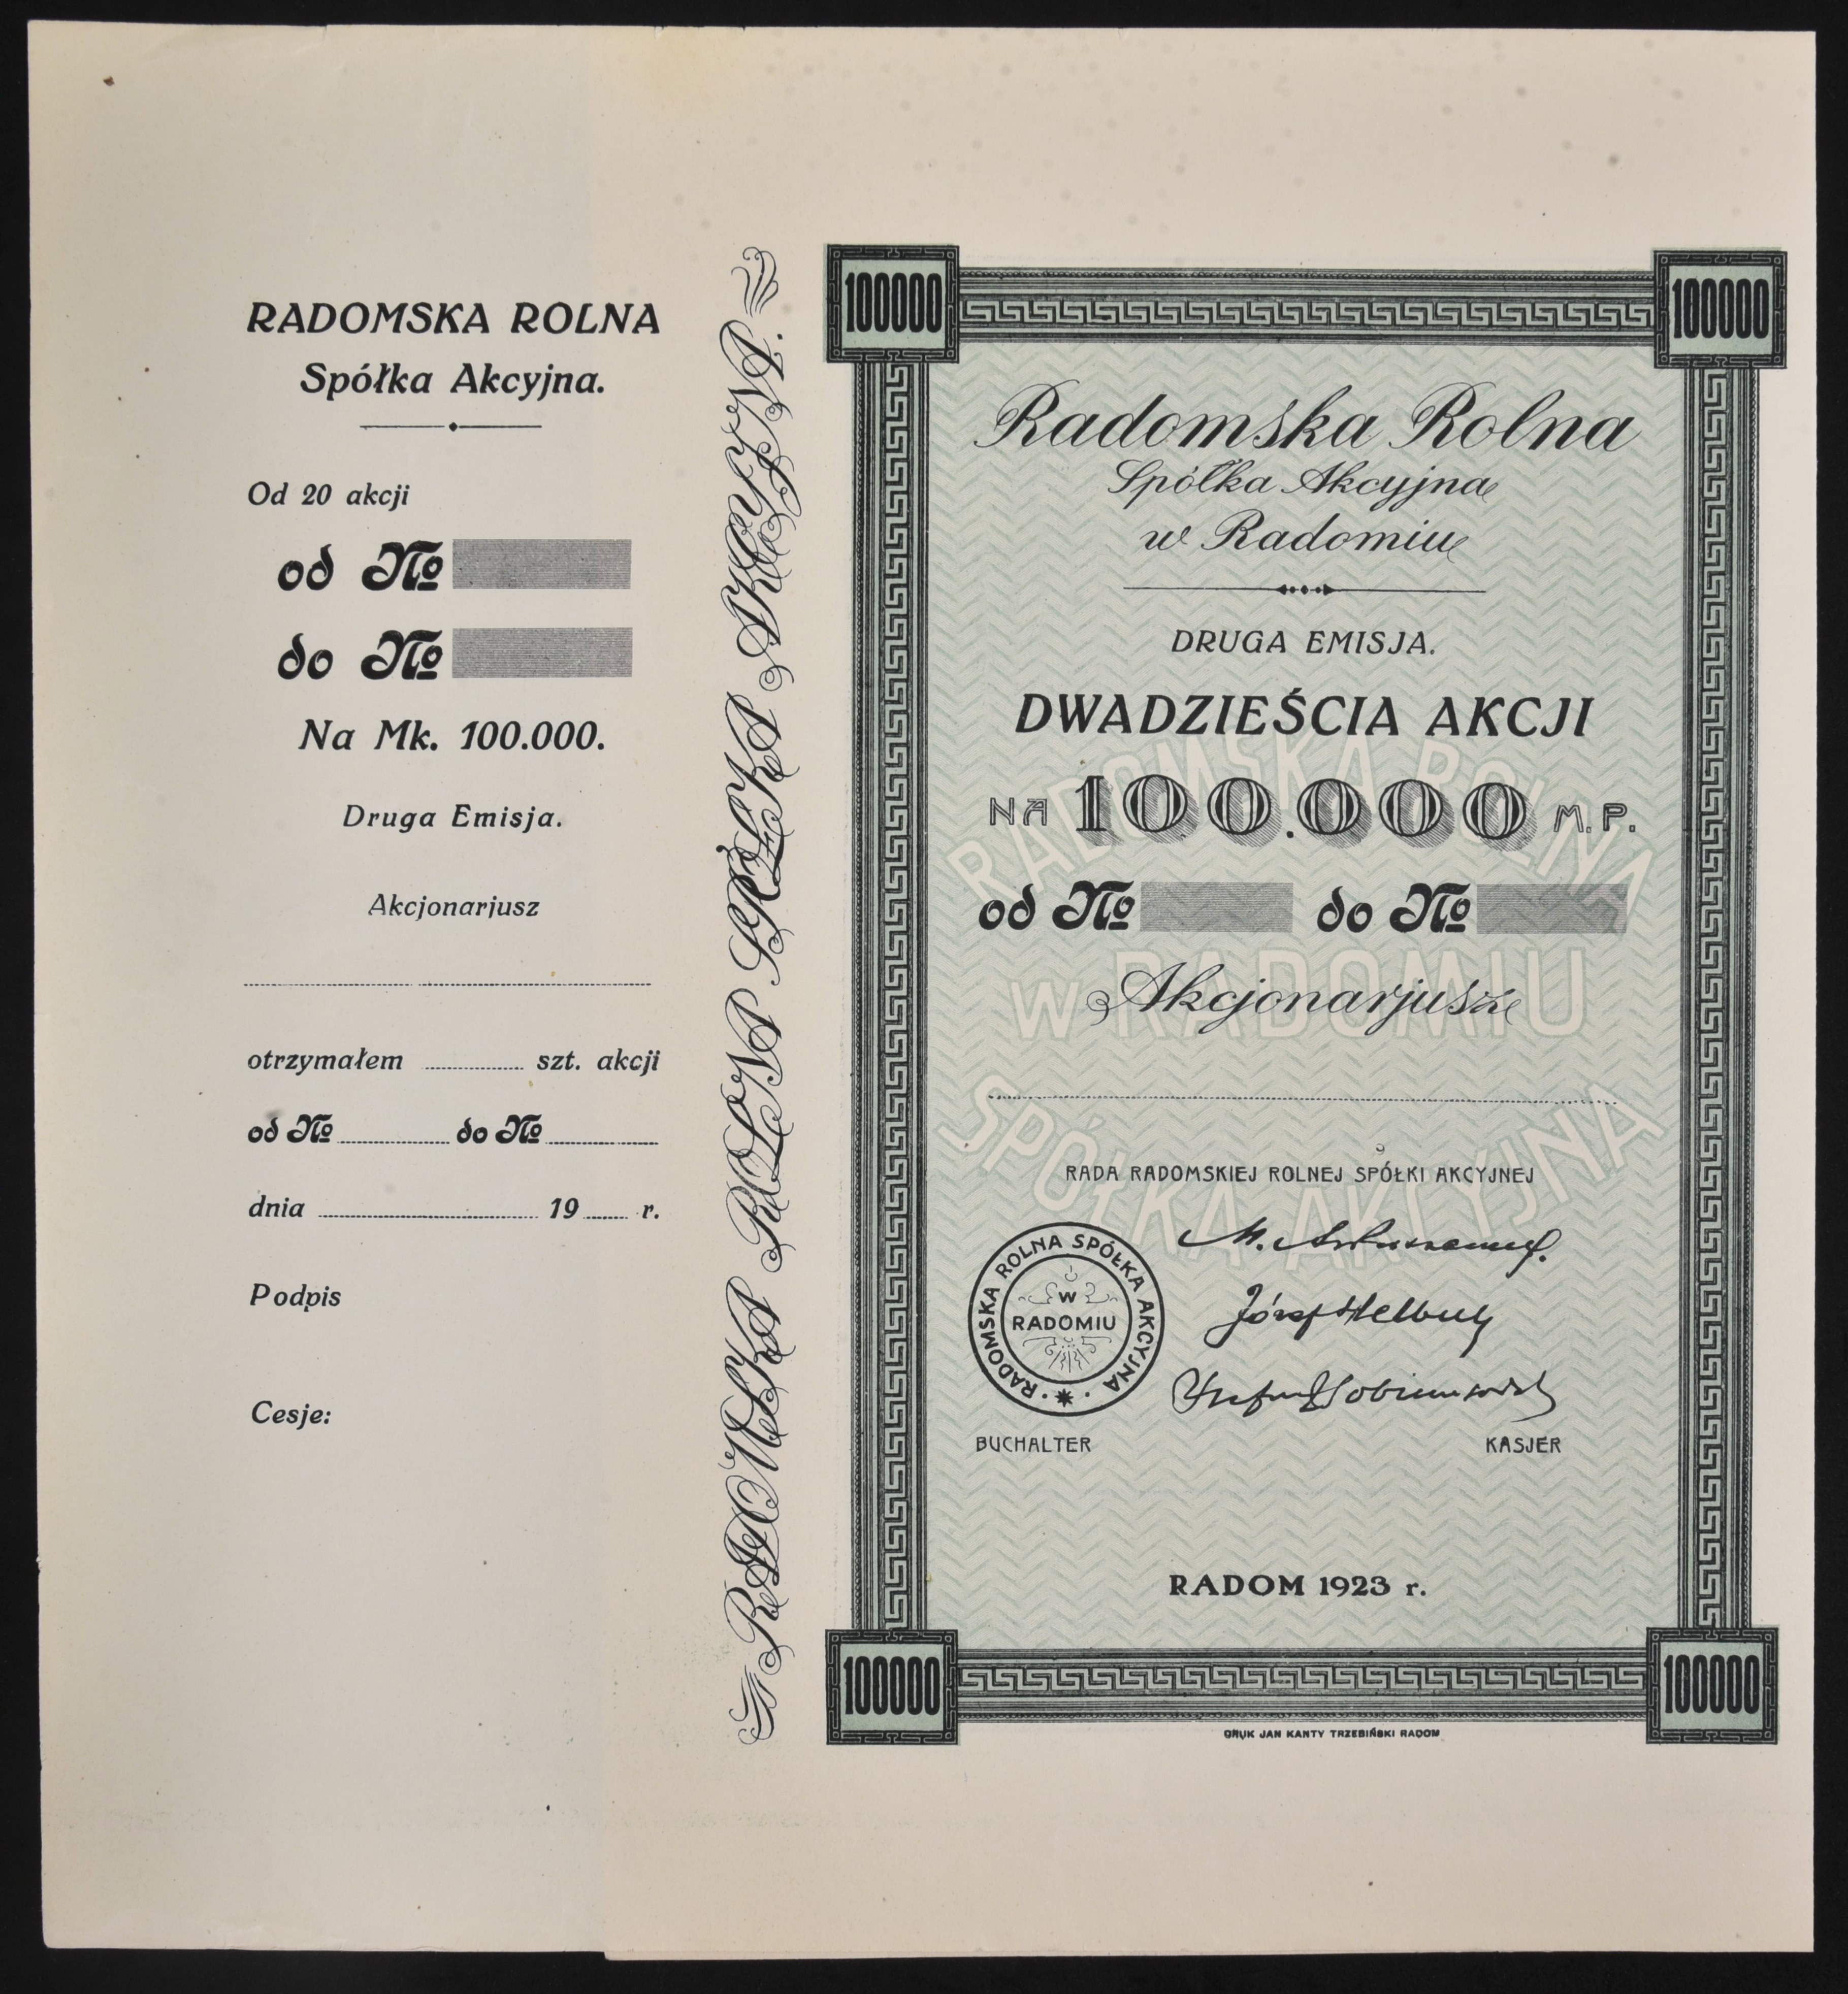 RADOMSKA ROLNA
Spółka Akcyjna.
Od 20 akcji
od №
do №
Na Mk. 100.000.
Druga Emisja.
Akcjonarjusz
otrzymałem szt. akcji
od № do №
dnia 19 r.
Podpis
Cesje:
RADOMSKA ROLNA SPÓŁKA AKCYJNA.
100000 100000
Radomska Rolna
Spółka Akcyjna
w Radomiu
DRUGA EMISJA.
DWADZIEŚCIA AKCJI
NA 100.000 M. P.
od № do №
Akcjonarjusz
RADOMSKA ROLNA
w RADOMIU
SPÓŁKA AKCYJNA
RADA RADOMSKIEJ ROLNEJ SPÓŁKI AKCYJNEJ
M.
Józef
RADOMSKA ROLNA SPÓŁKA AKCYJNA
W
RADOMIU
BUCHALTER KASJER
RADOM 1923 r.
100000 100000
DRUK JAN KANTY TRZEBIŃSKI RADOM